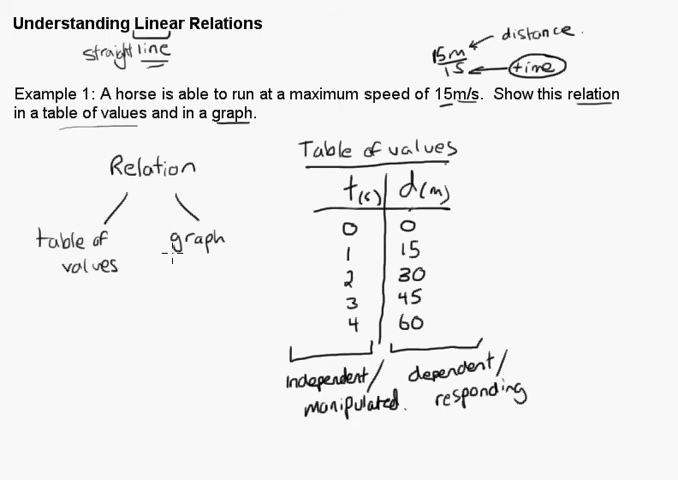 Understanding Linear Relations
straight line
15m
1s
distance.
time
Example 1: A horse is able to run at a maximum speed of 15m/s. Show this relation
in a table of values and in a graph.
Relation
table of
values
graph
Table of values
t(s) d(m)
0 0
1 15
2 30
3 45
4 60
Independent/
manipulated.
dependent/
responding